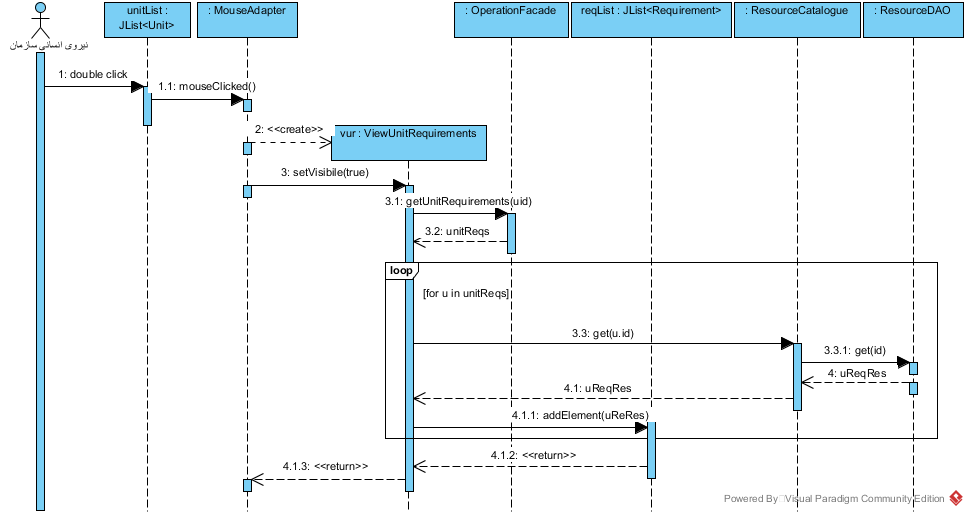 unitList :
JList<Unit>
: MouseAdapter
: OperationFacade
reqList : JList<Requirement>
: ResourceCatalogue
: ResourceDAO
نیروی انسانی سازمان
1: double click
1.1: mouseClicked()
2: <<create>>
vur : ViewUnitRequirements
3: setVisibile(true)
3.1: getUnitRequirements(uid)
3.2: unitReqs
loop
[for u in unitReqs]
3.3: get(u.id)
3.3.1: get(id)
4: uReqRes
4.1: uReqRes
4.1.1: addElement(uReRes)
4.1.2: <<return>>
4.1.3: <<return>>
Powered By Visual Paradigm Community Edition